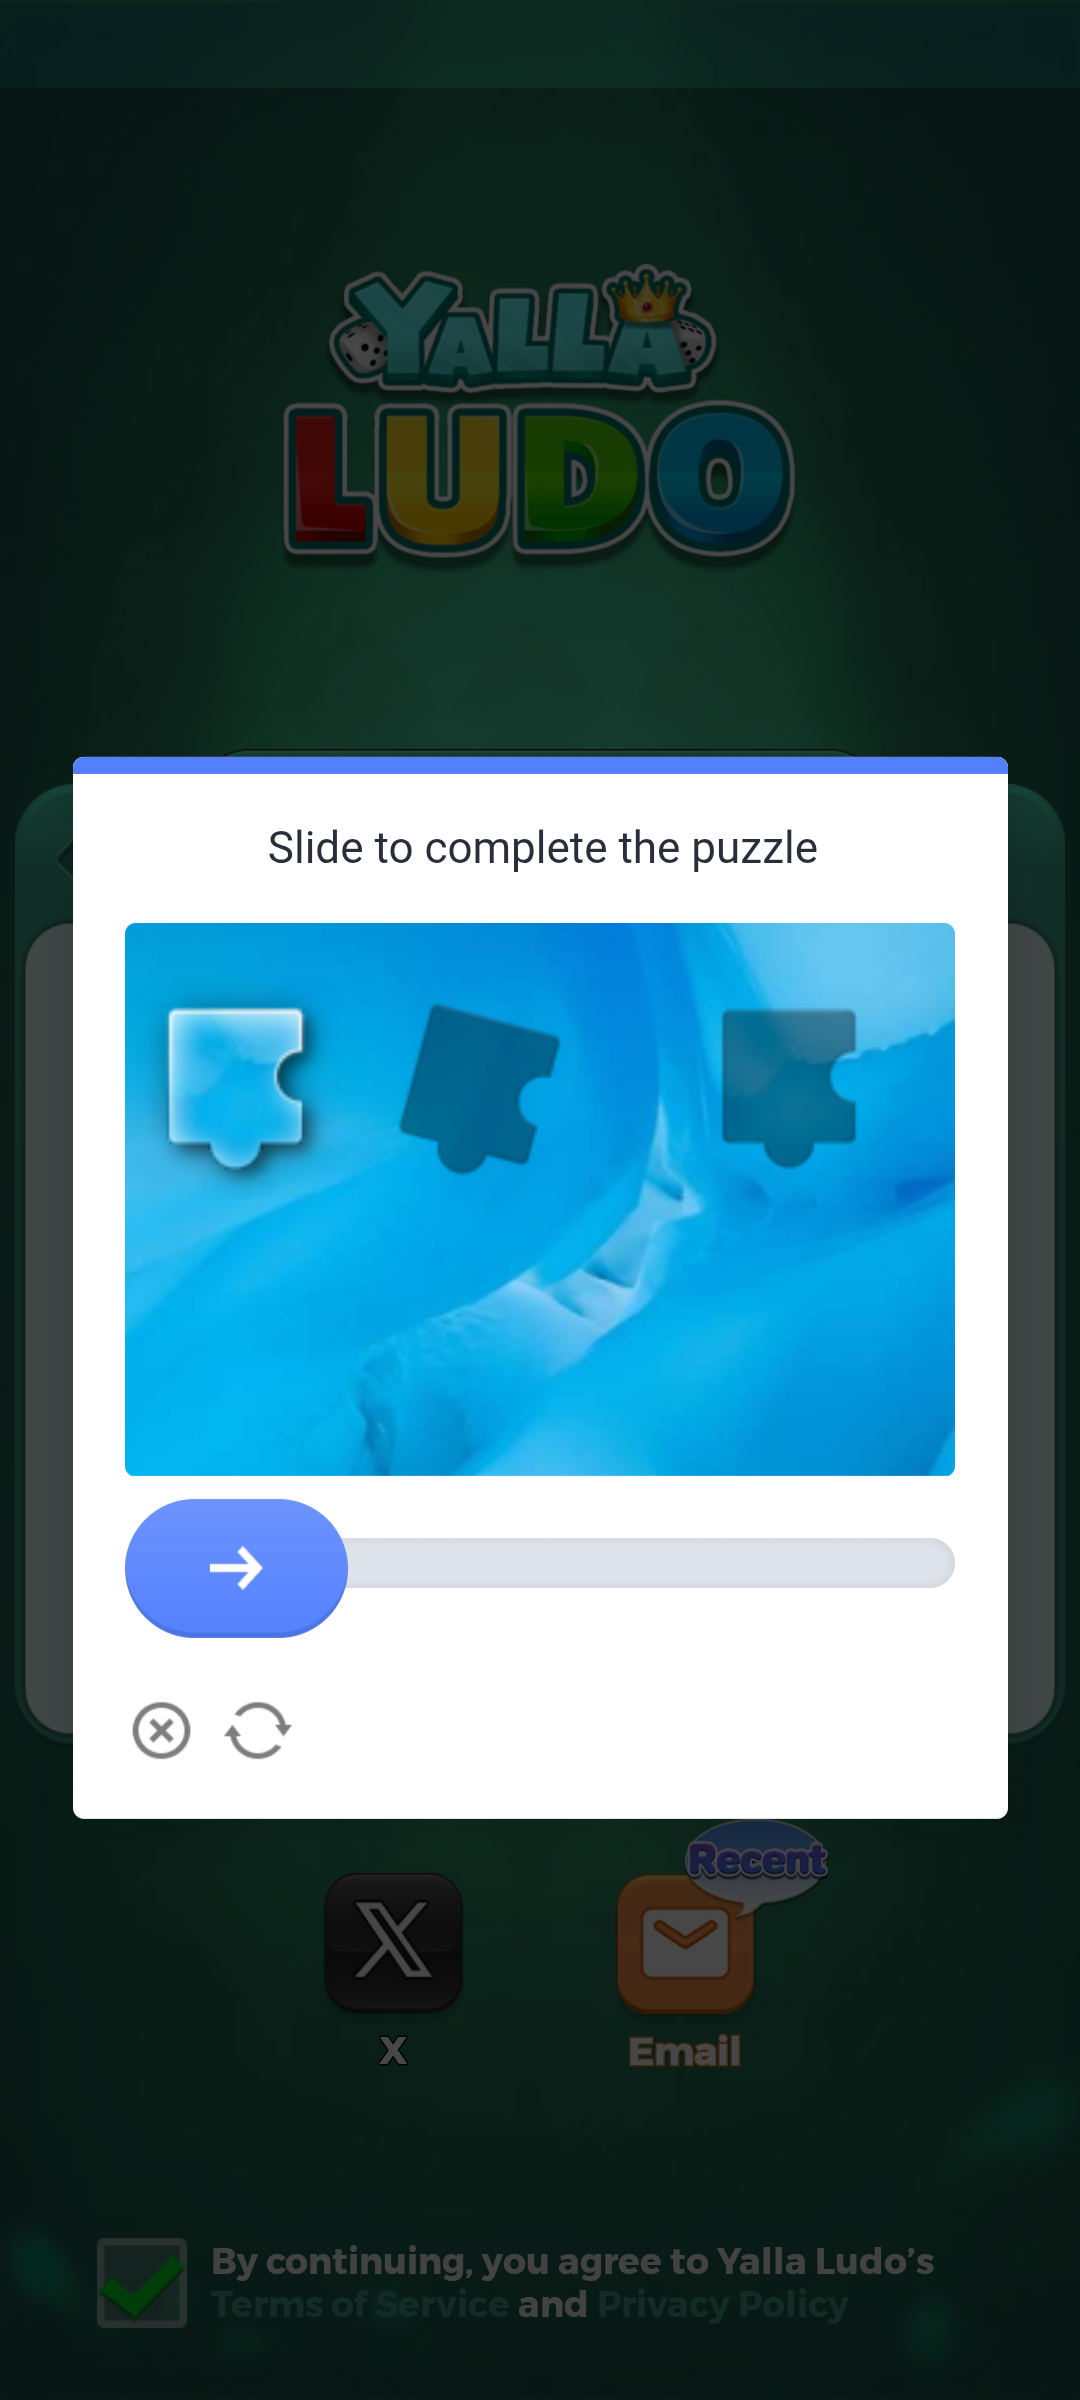 YALLA
LUDO
Slide to complete the puzzle
Recent
X
Email
By continuing, you agree to Yalla Ludo’s
Terms of Service and Privacy Policy